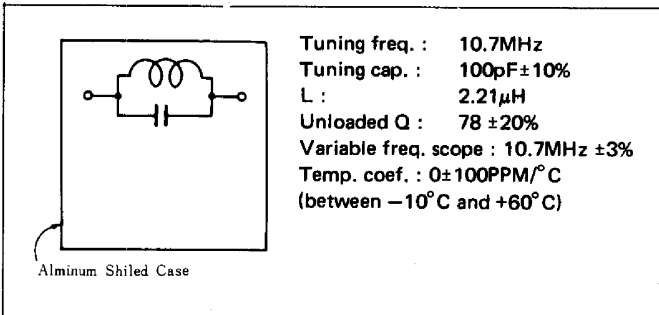 Tuning freq. : 10.7MHz
Tuning cap. : 100pF±10%
L : 2.21μH
Unloaded Q : 78 ±20%
Variable freq. scope : 10.7MHz ±3%
Temp. coef. : 0±100PPM/°C
(between −10°C and +60°C)
Alminum Shiled Case